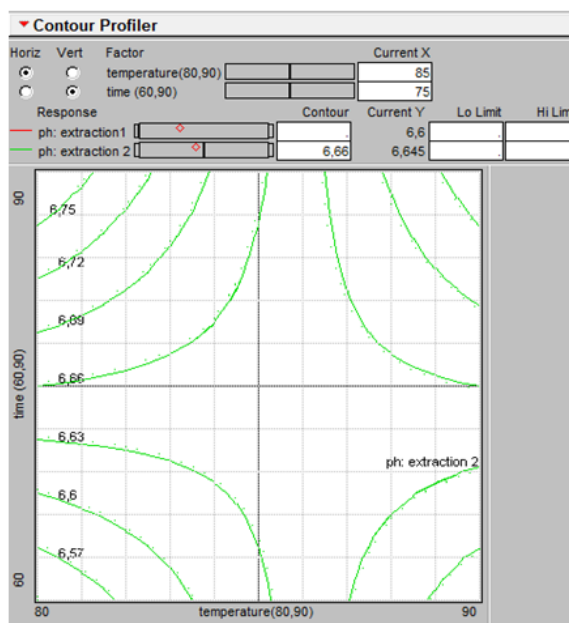 Contour Profiler
Horiz Vert Factor Current X
temperature(80,90) 85
time (60,90) 75
Response Contour Current Y Lo Limit Hi Lim
ph: extraction1 . 6,6 . .
ph: extraction 2 6,66 6,645 . .
90
6,75
6,72
6,69
6,66
time (60,90)
6,63
ph: extraction 2
6,6
6,57
60
80 temperature(80,90) 90